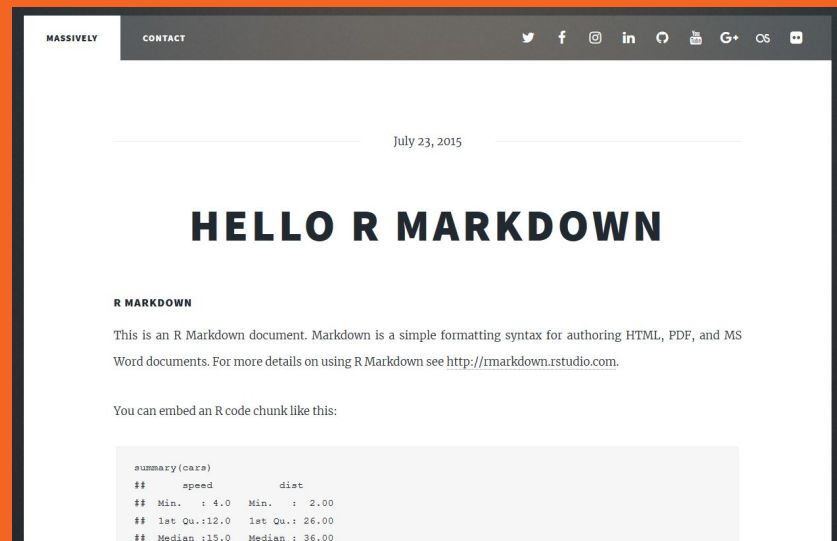 MASSIVELY CONTACT
July 23, 2015
HELLO R MARKDOWN
R MARKDOWN
This is an R Markdown document. Markdown is a simple formatting syntax for authoring HTML, PDF, and MS
Word documents. For more details on using R Markdown see http://rmarkdown.rstudio.com.
You can embed an R code chunk like this:
summary(cars)
##      speed           dist
##  Min.   : 4.0   Min.   :  2.00
##  1st Qu.:12.0   1st Qu.: 26.00
##  Median :15.0   Median : 36.00